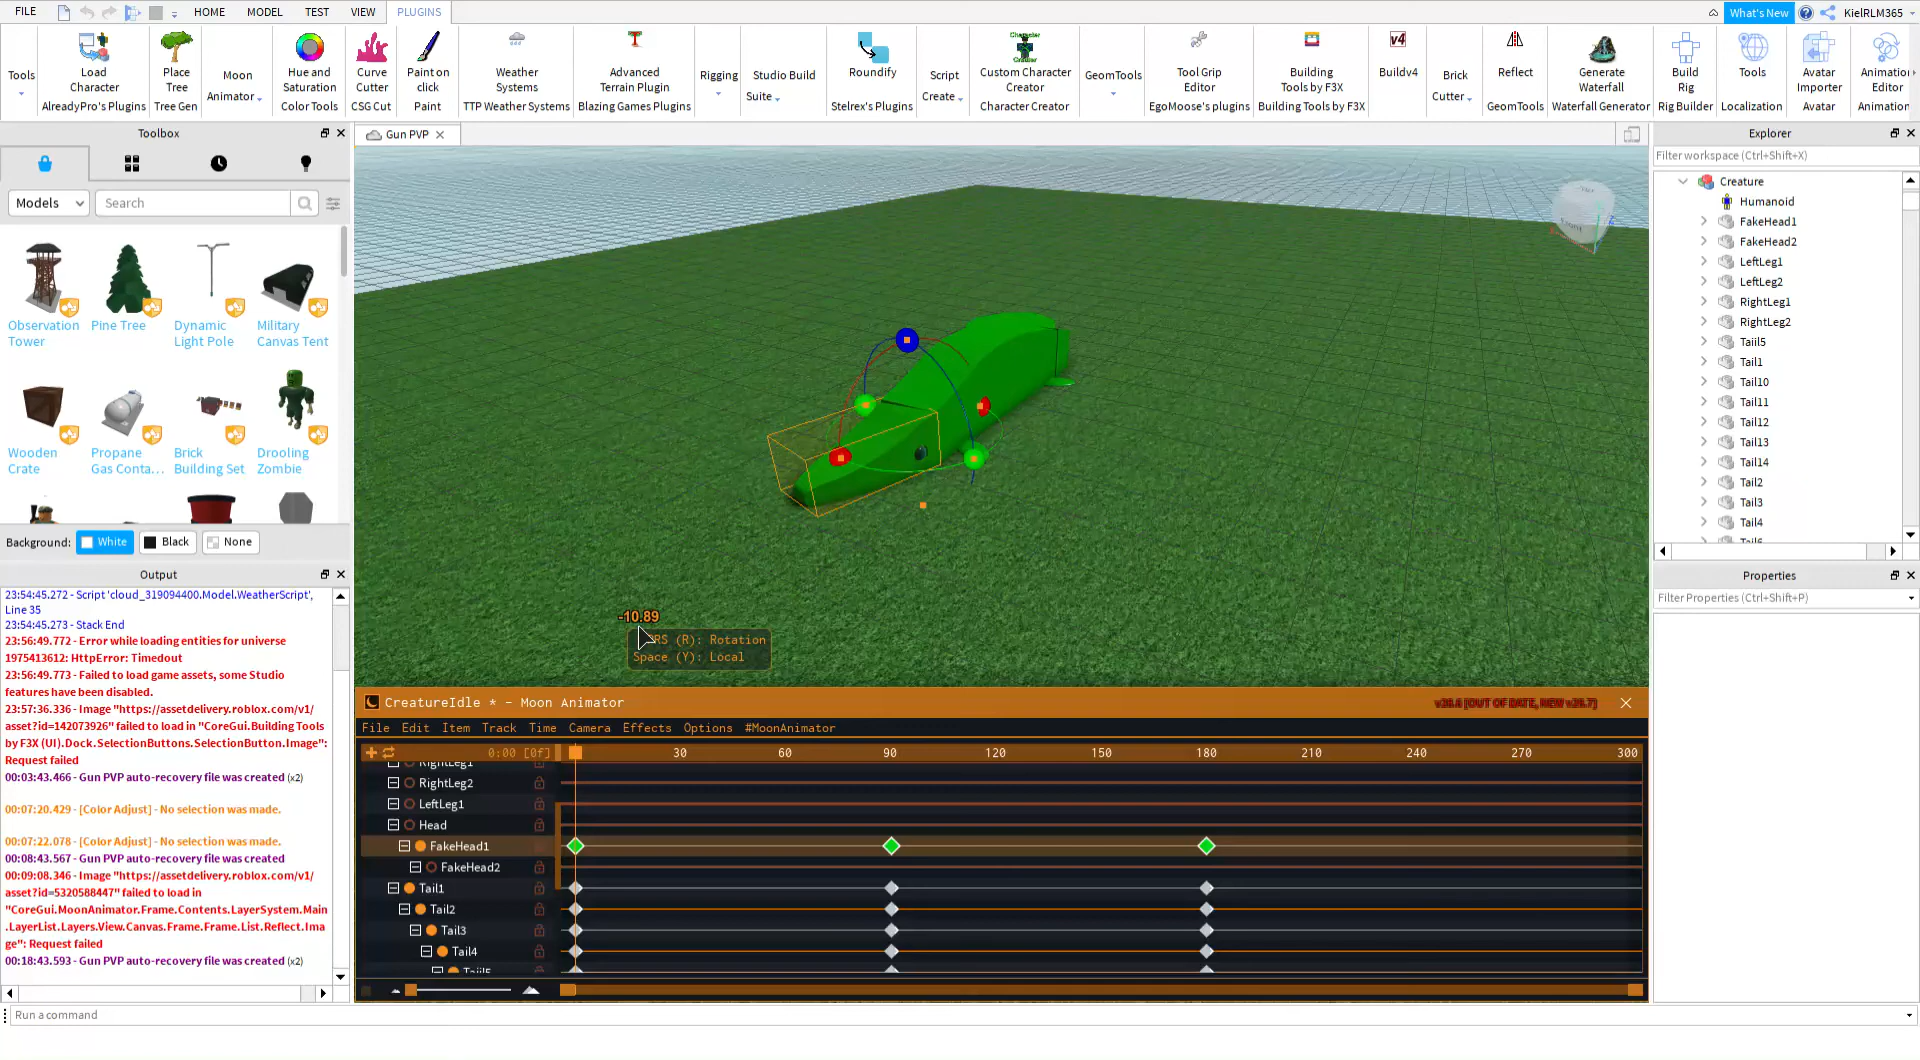 FILE
HOME
MODEL
TEST
VIEW
PLUGINS
What's New
KielRLM365
Tools
Load
Character
AlreadyPro's Plugins
Place
Tree
Tree Gen
Moon
Animator
Hue and
Saturation
Color Tools
Curve
Cutter
CSG Cut
Paint on
click
Paint
Weather
Systems
TTP Weather Systems
Advanced
Terrain Plugin
Blazing Games Plugins
Rigging
Studio Build
Suite
Roundify
Stelrex's Plugins
Script
Create
Custom Character
Creator
Character Creator
GeomTools
Tool Grip
Editor
EgoMoose's plugins
Building
Tools by F3X
Building Tools by F3X
v4
Buildv4
Brick
Cutter
Reflect
GeomTools
Generate
Waterfall
Waterfall Generator
Build
Rig
Rig Builder
Tools
Localization
Avatar
Importer
Avatar
Animation
Editor
Animation
Toolbox
Models
Search
Observation
Tower
Pine Tree
Dynamic
Light Pole
Military
Canvas Tent
Wooden
Crate
Propane
Gas Conta...
Brick
Building Set
Drooling
Zombie
Background:
White
Black
None
Output
23:54:45.272 - Script 'cloud_319094400.Model.WeatherScript',
Line 35
23:54:45.273 - Stack End
23:56:49.772 - Error while loading entities for universe
1975413612: HttpError: Timedout
23:56:49.773 - Failed to load game assets, some Studio
features have been disabled.
23:57:36.336 - Image "https://assetdelivery.roblox.com/v1/
asset?id=142073926" failed to load in "CoreGui.Building Tools
by F3X (UI).Dock.SelectionButtons.SelectionButton.Image":
Request failed
00:03:43.466 - Gun PVP auto-recovery file was created (x2)
00:07:20.429 - [Color Adjust] - No selection was made.
00:07:22.078 - [Color Adjust] - No selection was made.
00:08:43.567 - Gun PVP auto-recovery file was created
00:09:08.346 - Image "https://assetdelivery.roblox.com/v1/
asset?id=5320588447" failed to load in
"CoreGui.MoonAnimator.Frame.Contents.LayerSystem.Main
.LayerList.Layers.View.Canvas.Frame.Frame.List.Reflect.Ima
ge": Request failed
00:18:43.593 - Gun PVP auto-recovery file was created (x2)
Gun PVP
-10.89
(R): Rotation
Space (Y): Local
CreatureIdle * - Moon Animator
[OUT OF DATE, NEW
File Edit Item Track Time Camera Effects Options #MoonAnimator
0:00 [0f]
30 60 90 120 150 180 210 240 270 300
RightLeg1
RightLeg2
LeftLeg1
Head
FakeHead1
FakeHead2
Tail1
Tail2
Tail3
Tail4
Taiil5
Explorer
Filter workspace (Ctrl+Shift+X)
Creature
Humanoid
FakeHead1
FakeHead2
LeftLeg1
LeftLeg2
RightLeg1
RightLeg2
Taiil5
Tail1
Tail10
Tail11
Tail12
Tail13
Tail14
Tail2
Tail3
Tail4
Tail6
Properties
Filter Properties (Ctrl+Shift+P)
Run a command